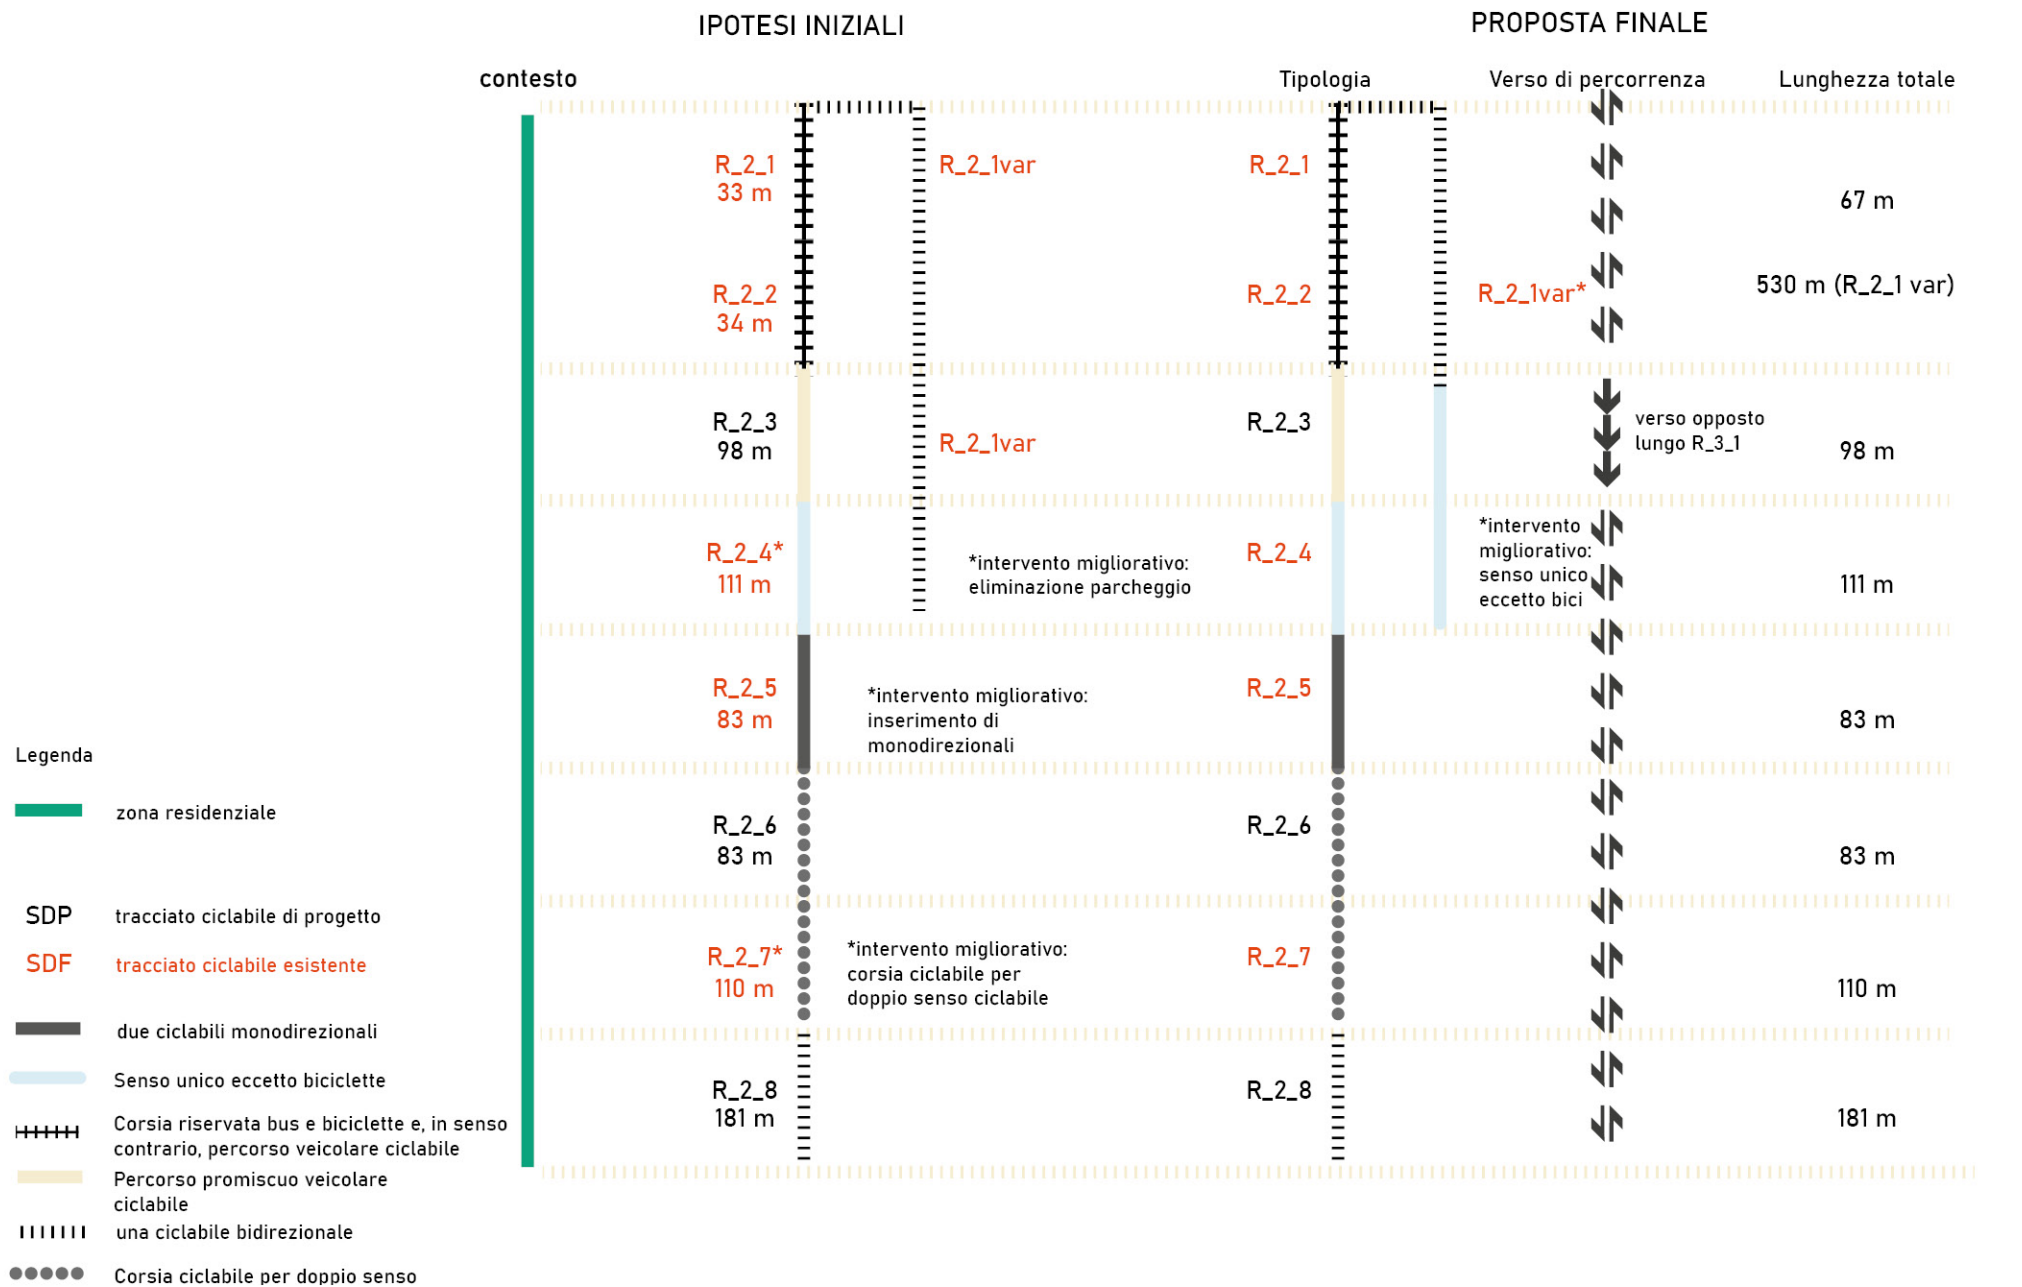 IPOTESI INIZIALI
PROPOSTA FINALE
contesto
Tipologia
Verso di percorrenza
Lunghezza totale
R_2_1
33 m
R_2_1var
R_2_1
67 m
R_2_2
34 m
R_2_2
R_2_1var*
530 m (R_2_1 var)
R_2_3
98 m
R_2_1var
R_2_3
verso opposto
lungo R_3_1
98 m
R_2_4*
111 m
*intervento migliorativo:
eliminazione parcheggio
R_2_4
*intervento
migliorativo:
senso unico
eccetto bici
111 m
R_2_5
83 m
*intervento migliorativo:
inserimento di
monodirezionali
R_2_5
83 m
R_2_6
83 m
R_2_6
83 m
R_2_7*
110 m
*intervento migliorativo:
corsia ciclabile per
doppio senso ciclabile
R_2_7
110 m
R_2_8
181 m
R_2_8
181 m
Legenda
zona residenziale
SDP tracciato ciclabile di progetto
SDF tracciato ciclabile esistente
due ciclabili monodirezionali
Senso unico eccetto biciclette
Corsia riservata bus e biciclette e, in senso
contrario, percorso veicolare ciclabile
Percorso promiscuo veicolare
ciclabile
una ciclabile bidirezionale
Corsia ciclabile per doppio senso